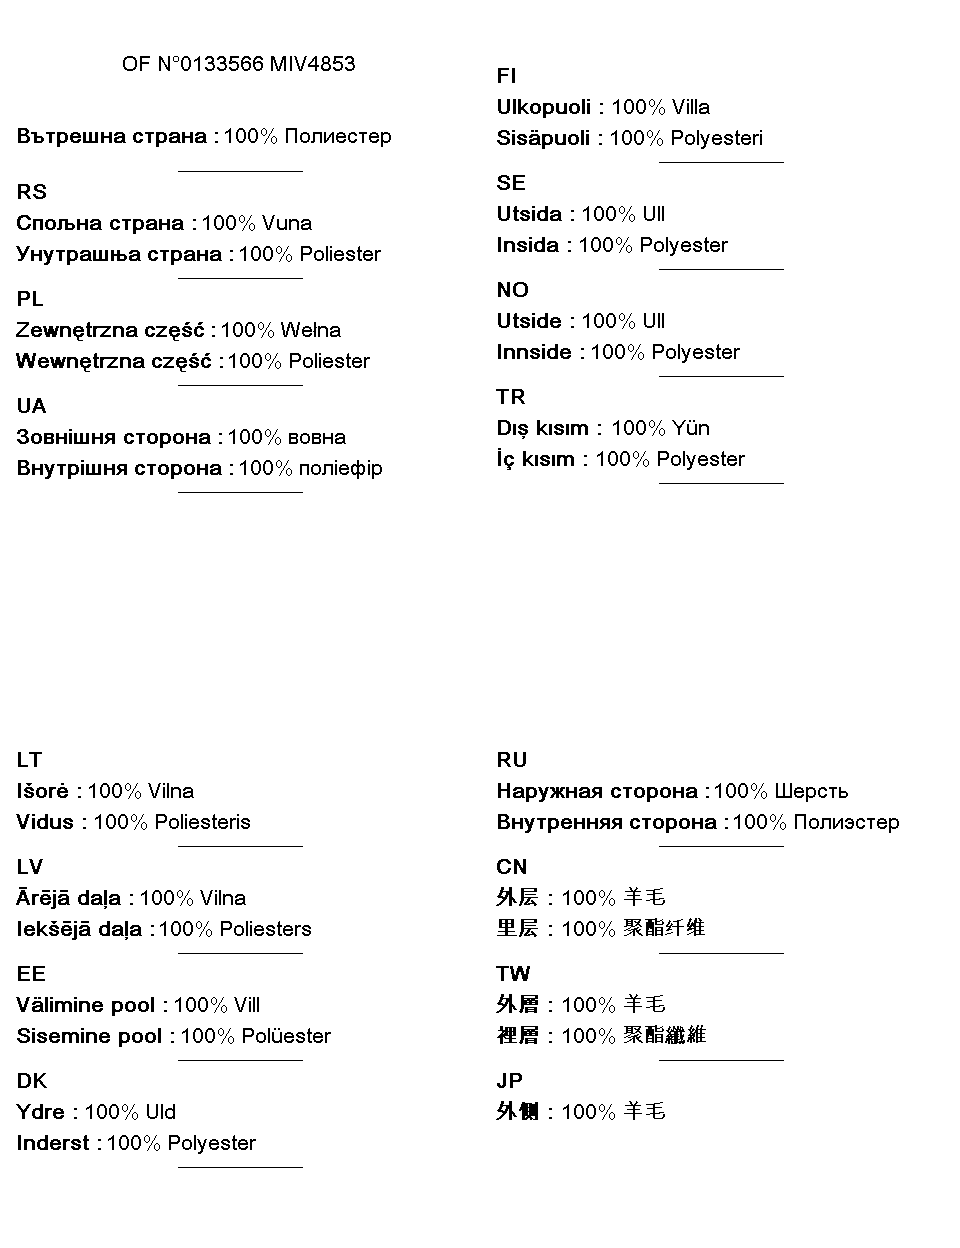 OF N°0133566 MIV4853
Вътрешна страна : 100% Полиестер
RS
Спољна страна : 100% Vuna
Унутрашња страна : 100% Poliester
PL
Zewnętrzna część : 100% Wełna
Wewnętrzna część : 100% Poliester
UA
Зовнішня сторона : 100% вовна
Внутрішня сторона : 100% поліефір
FI
Ulkopuoli : 100% Villa
Sisäpuoli : 100% Polyesteri
SE
Utsida : 100% Ull
Insida : 100% Polyester
NO
Utside : 100% Ull
Innside : 100% Polyester
TR
Dış kısım : 100% Yün
İç kısım : 100% Polyester
LT
Išorė : 100% Vilna
Vidus : 100% Poliesteris
LV
Ārējā daļa : 100% Vilna
Iekšējā daļa : 100% Poliesters
EE
Välimine pool : 100% Vill
Sisemine pool : 100% Polüester
DK
Ydre : 100% Uld
Inderst : 100% Polyester
RU
Наружная сторона : 100% Шерсть
Внутренняя сторона : 100% Полиэстер
CN
外层 : 100% 羊毛
里层 : 100% 聚酯纤维
TW
外層 : 100% 羊毛
裡層 : 100% 聚酯纖維
JP
外側 : 100% 羊毛